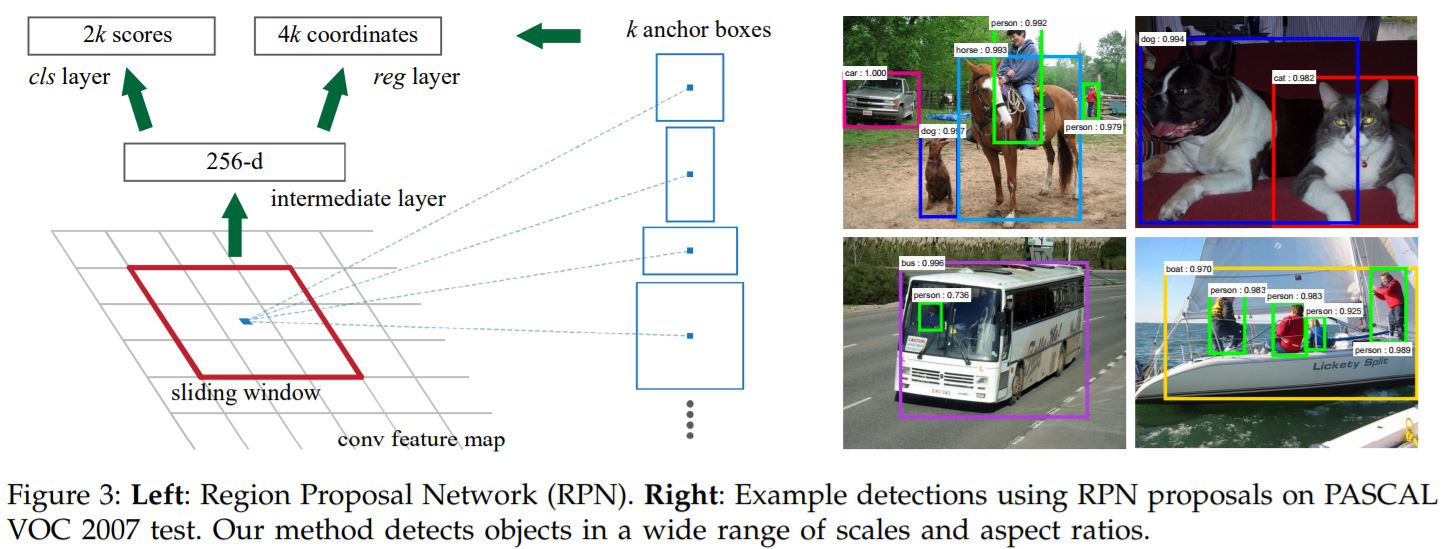 2k scores
4k coordinates
k anchor boxes
cls layer
reg layer
256-d
intermediate layer
sliding window
conv feature map
person : 0.992
horse : 0.993
car : 1.000
dog : 0.997
person : 0.979
dog : 0.994
cat : 0.982
bus : 0.996
person : 0.736
CAUTION
boat : 0.970
person : 0.983
person : 0.983
person : 0.925
person : 0.989
Lickety Split
Figure 3: Left: Region Proposal Network (RPN). Right: Example detections using RPN proposals on PASCAL
VOC 2007 test. Our method detects objects in a wide range of scales and aspect ratios.